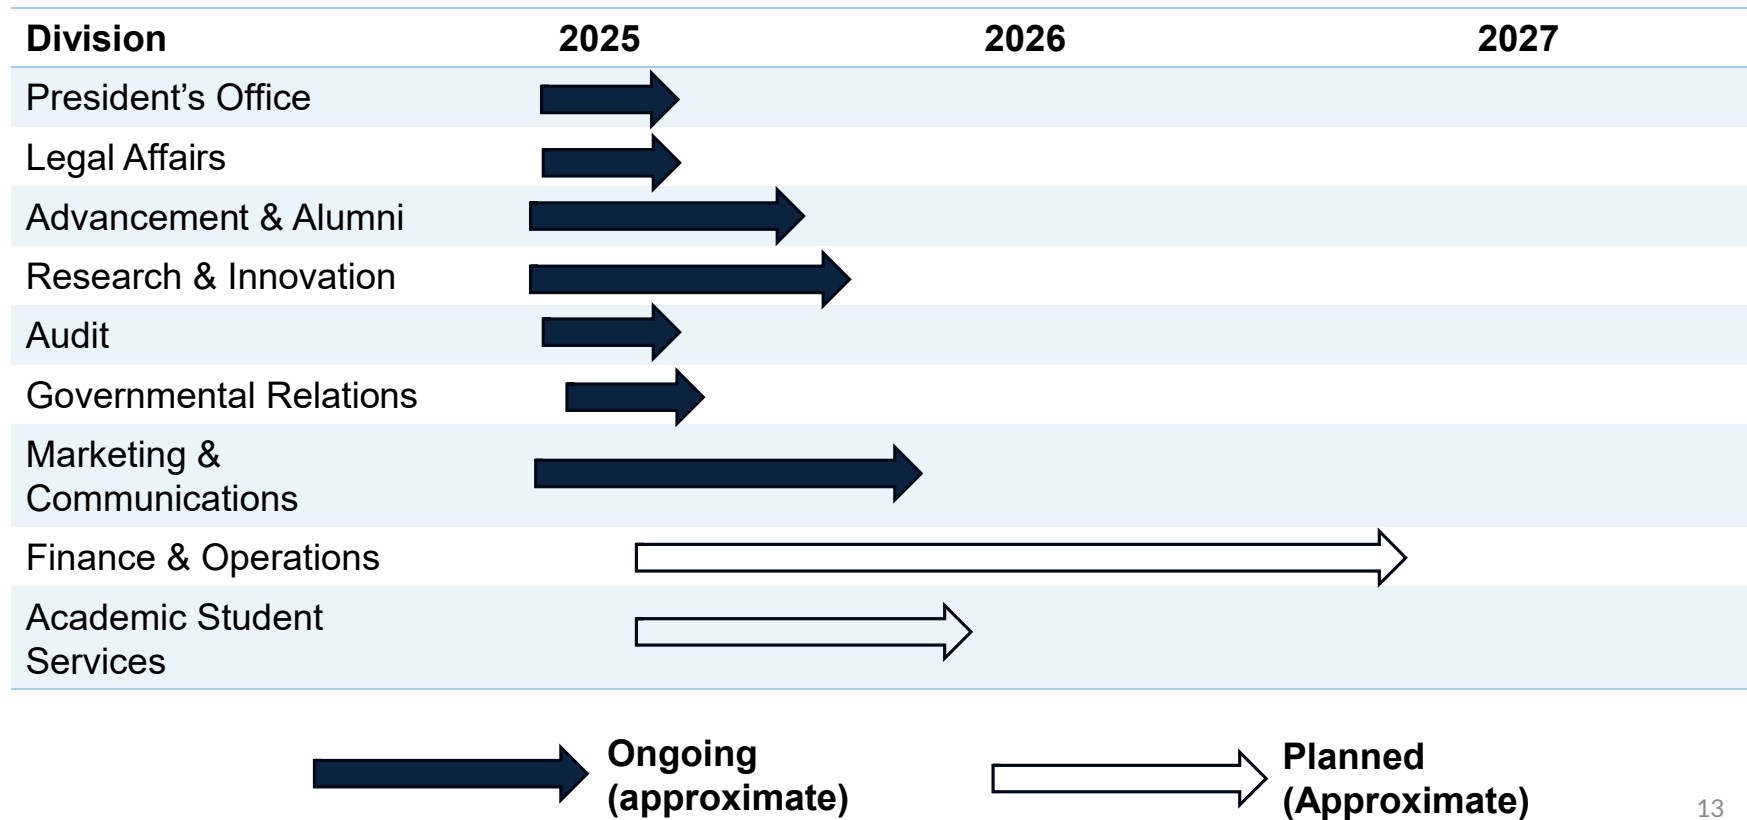 Division 2025 2026 2027
President’s Office
Legal Affairs
Advancement & Alumni
Research & Innovation
Audit
Governmental Relations
Marketing &
Communications
Finance & Operations
Academic Student
Services
Ongoing
(approximate)
Planned
(Approximate)
13